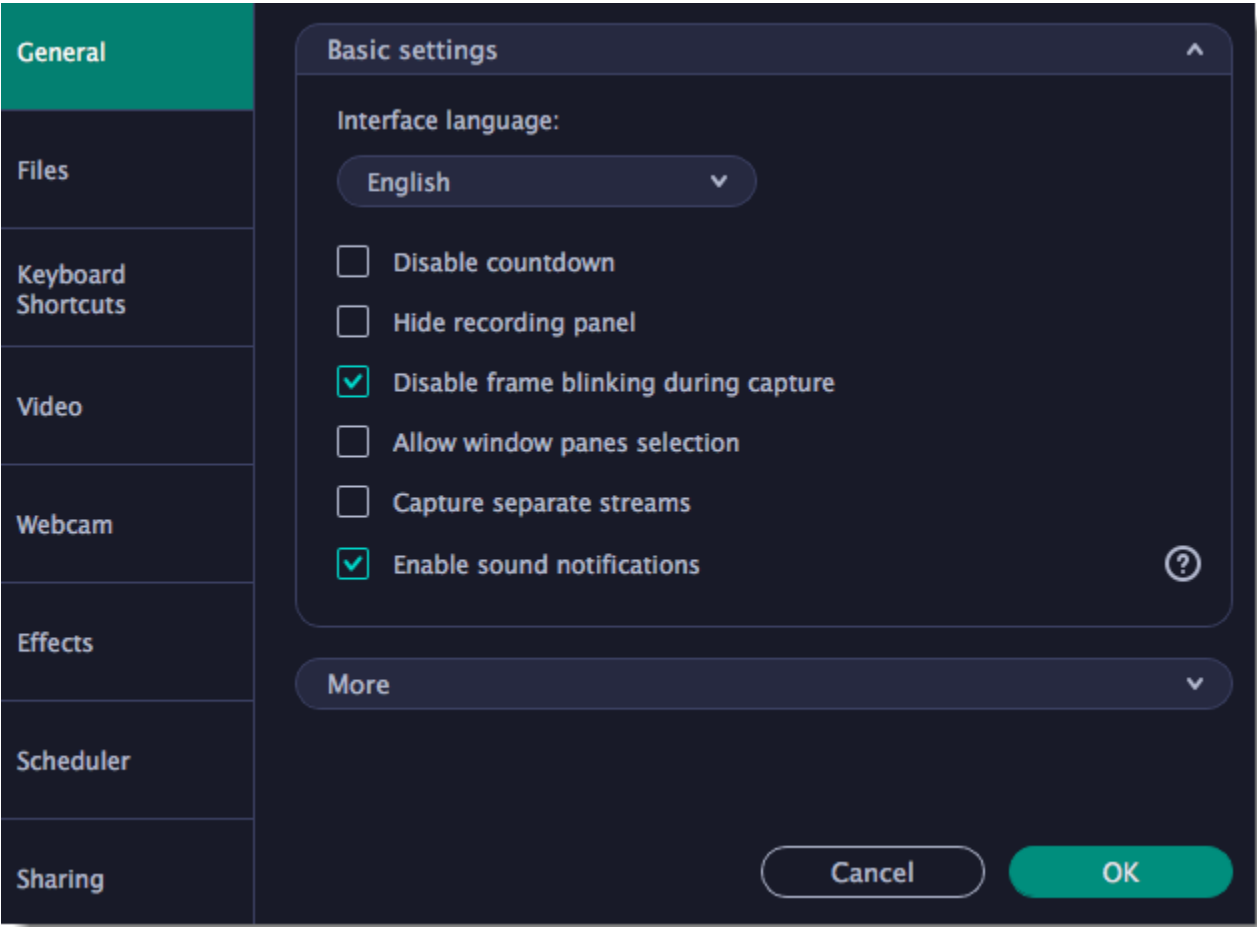 General
Files
Keyboard
Shortcuts
Video
Webcam
Effects
Scheduler
Sharing
Basic settings
Interface language:
English
Disable countdown
Hide recording panel
Disable frame blinking during capture
Allow window panes selection
Capture separate streams
Enable sound notifications
?
More
Cancel
OK